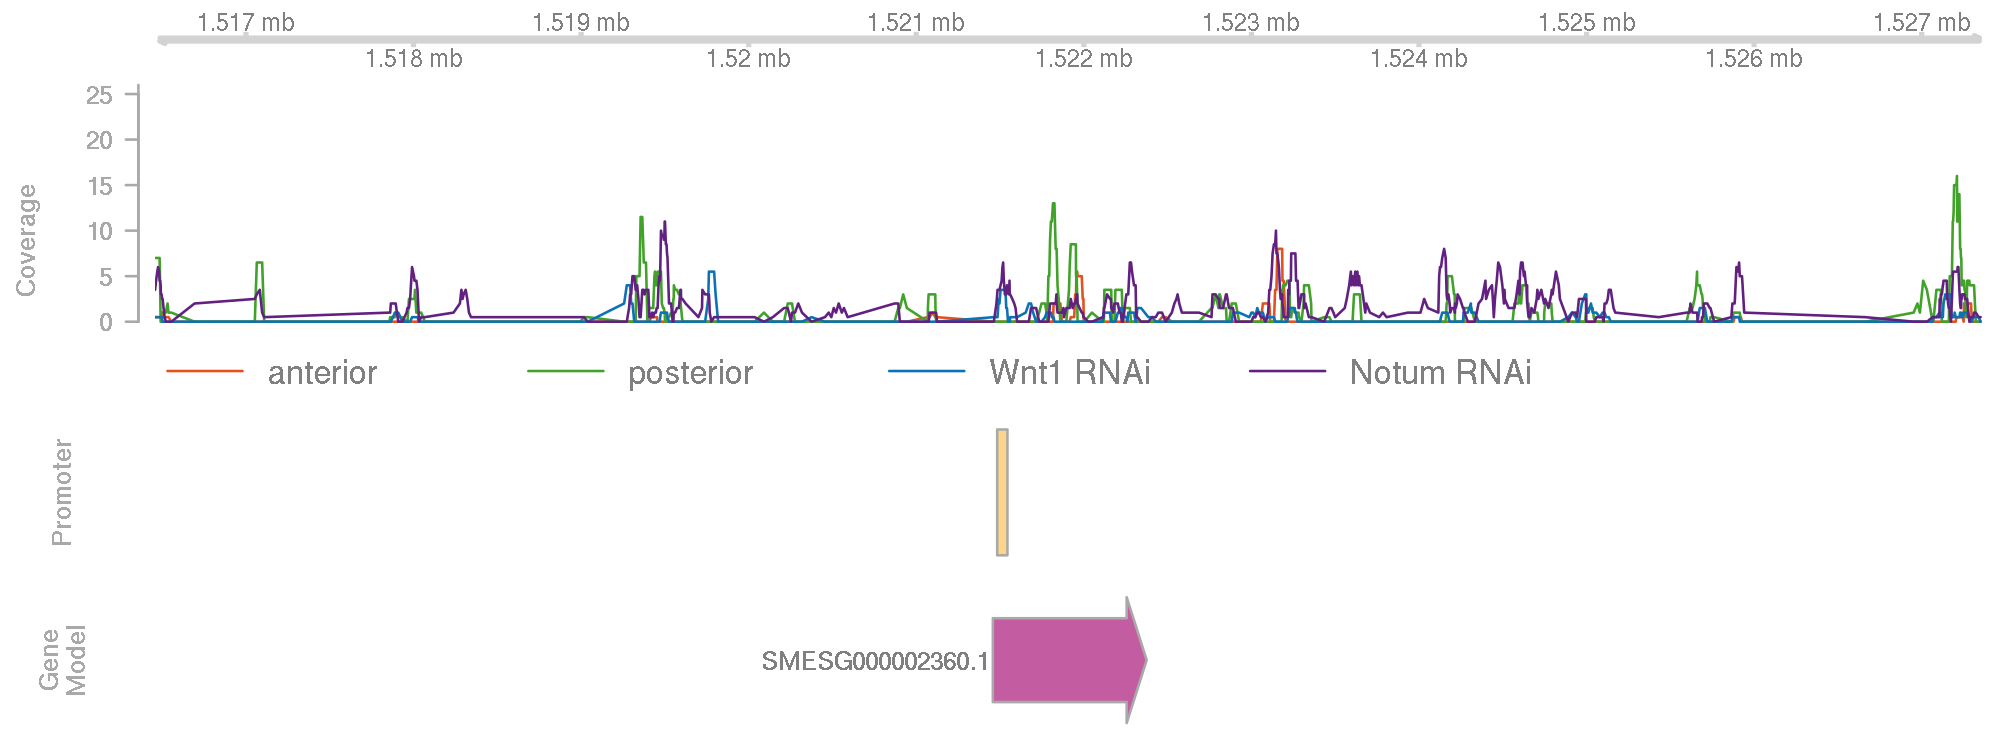 1.517 mb 1.519 mb 1.521 mb 1.523 mb 1.525 mb 1.527 mb
1.518 mb 1.52 mb 1.522 mb 1.524 mb 1.526 mb
Coverage
25
20
15
10
5
0
anterior posterior Wnt1 RNAi Notum RNAi
Promoter
Gene
Model
SMESG000002360.1